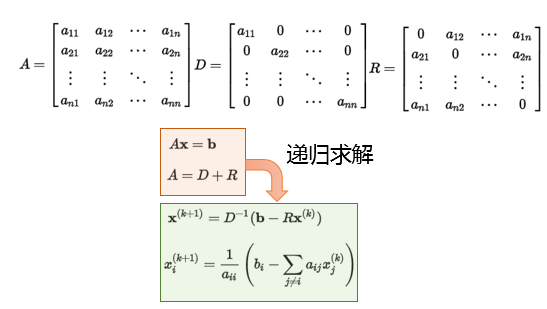 A = \begin{bmatrix} a_{11} & a_{12} & \cdots & a_{1n} \\ a_{21} & a_{22} & \cdots & a_{2n} \\ \vdots & \vdots & \ddots & \vdots \\ a_{n1} & a_{n2} & \cdots & a_{nn} \end{bmatrix} D = \begin{bmatrix} a_{11} & 0 & \cdots & 0 \\ 0 & a_{22} & \cdots & 0 \\ \vdots & \vdots & \ddots & \vdots \\ 0 & 0 & \cdots & a_{nn} \end{bmatrix} R = \begin{bmatrix} 0 & a_{12} & \cdots & a_{1n} \\ a_{21} & 0 & \cdots & a_{2n} \\ \vdots & \vdots & \ddots & \vdots \\ a_{n1} & a_{n2} & \cdots & 0 \end{bmatrix}
A\mathbf{x} = \mathbf{b}
A = D + R
递归求解
\mathbf{x}^{(k+1)} = D^{-1}(\mathbf{b} - R\mathbf{x}^{(k)})
x_i^{(k+1)} = \frac{1}{a_{ii}} \left( b_i - \sum_{j \neq i} a_{ij} x_j^{(k)} \right)